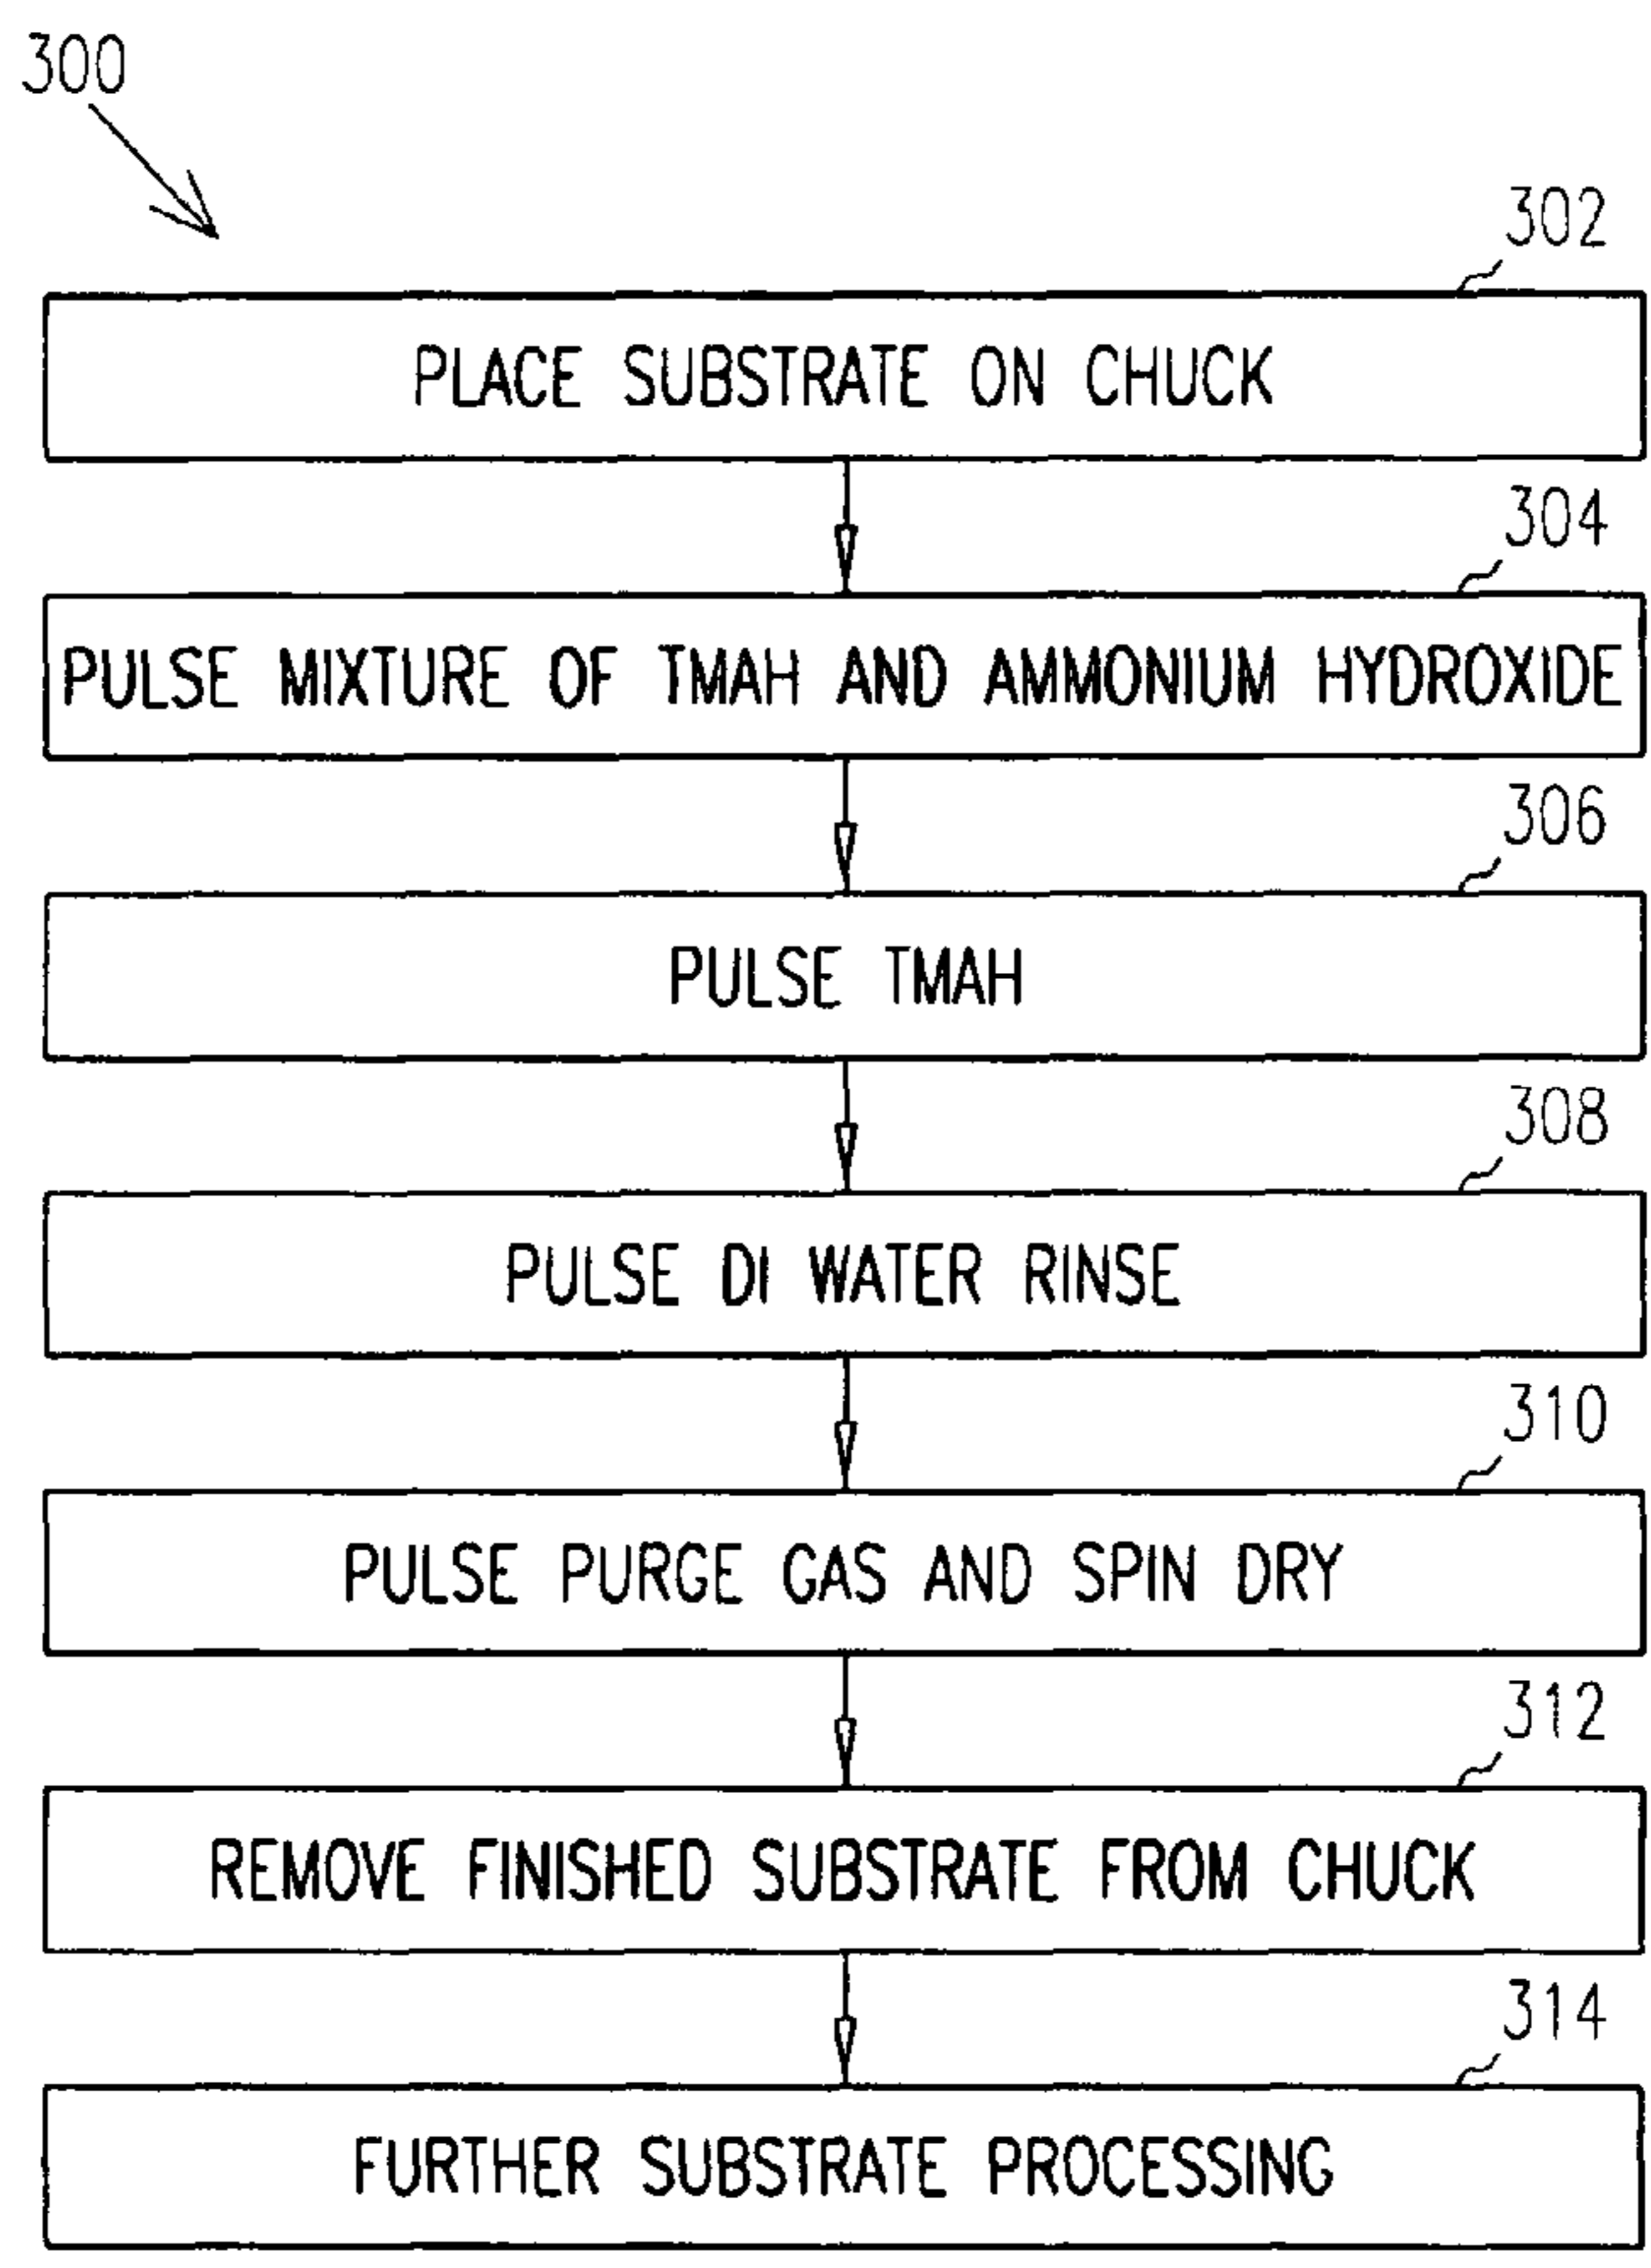 300
302
PLACE SUBSTRATE ON CHUCK
304
PULSE MIXTURE OF TMAH AND AMMONIUM HYDROXIDE
306
PULSE TMAH
308
PULSE DI WATER RINSE
310
PULSE PURGE GAS AND SPIN DRY
312
REMOVE FINISHED SUBSTRATE FROM CHUCK
314
FURTHER SUBSTRATE PROCESSING